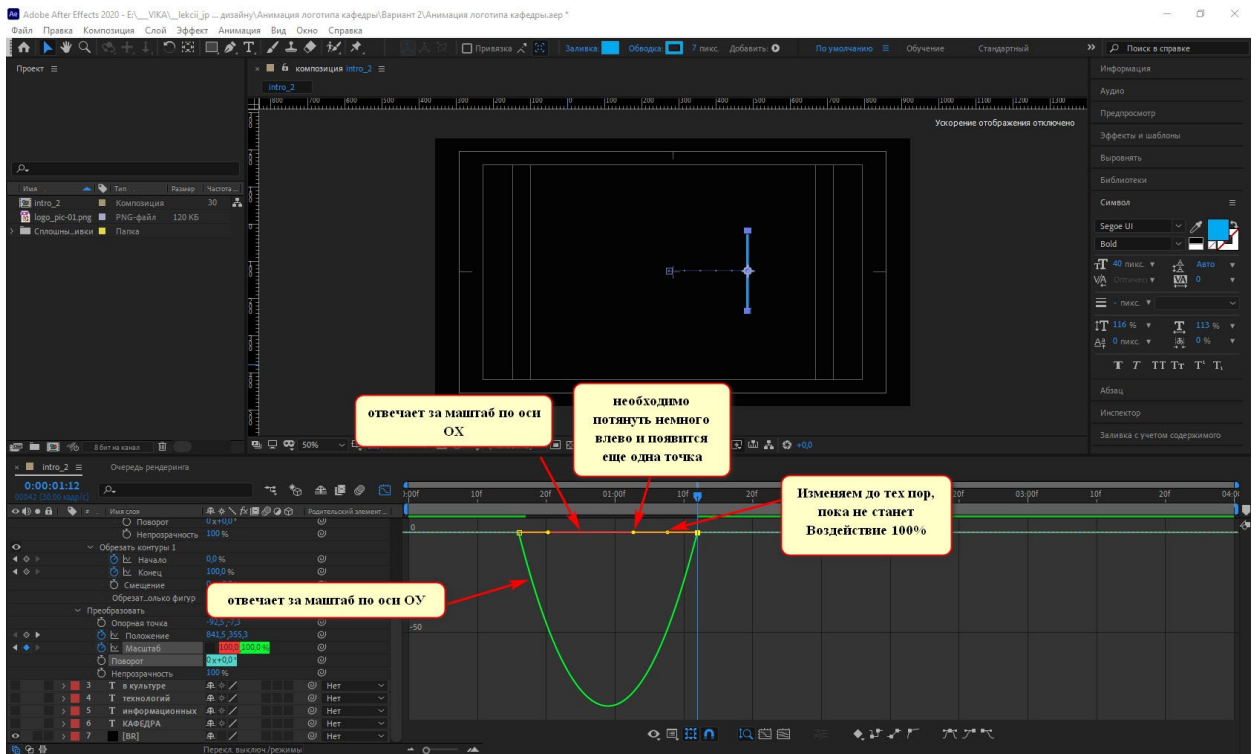 Adobe After Effects 2020 - E:\___VIKA\__lekcii_jp ... дизайну\Анимация логотипа кафедры\Вариант 2\Анимация логотипа кафедры.aep *
Файл Правка Композиция Слой Эффект Анимация Вид Окно Справка
Привязка Заливка: Обводка: 7 пикс. Добавить: По умолчанию Обучение Стандартный Поиск в справке
Проект
композиция intro_2
intro_2
Ускорение отображения отключено
Имя Тип Размер Частота ...
intro_2 Композиция 30
logo_pic-01.png PNG-файл 120 КБ
Сплошны...ивки Папка
8 бит на канал
50%
+0,0
Информация
Аудио
Предпросмотр
Эффекты и шаблоны
Выровнять
Библиотеки
Символ
Segoe UI
Bold
40 пикс. Авто
0
- пикс.
116 % 113 %
0 пикс. 0 %
Абзац
Инспектор
Заливка с учетом содержимого
отвечает за маштаб по оси
ОХ
необходимо
потянуть немного
влево и появится
еще одна точка
Изменяем до тех пор,
пока не станет
Воздействие 100%
отвечает за маштаб по оси ОУ
intro_2 Очередь рендеринга
0:00:01:12
00042 (30.00 кадр/с)
# Имя слоя Родительский элемент ...
Поворот 0 x+0,0°
Непрозрачность 100 %
Обрезать контуры 1
Начало 0,0 %
Конец 100,0 %
Смещение
Обрезат..олько фигур
Преобразовать
Опорная точка -92,5,-7,3
Положение 841,5,355,3
Масштаб 100,0,100,0 %
Поворот 0 x+0,0°
Непрозрачность 100 %
3 T в культуре Нет
4 T технологий Нет
5 T информационных Нет
6 T КАФЕДРА Нет
7 [BR] Нет
Перекл. выключ./режимы
10f 20f 01:00f 10f 20f 20f 03:00f 10f 20f
0
-50